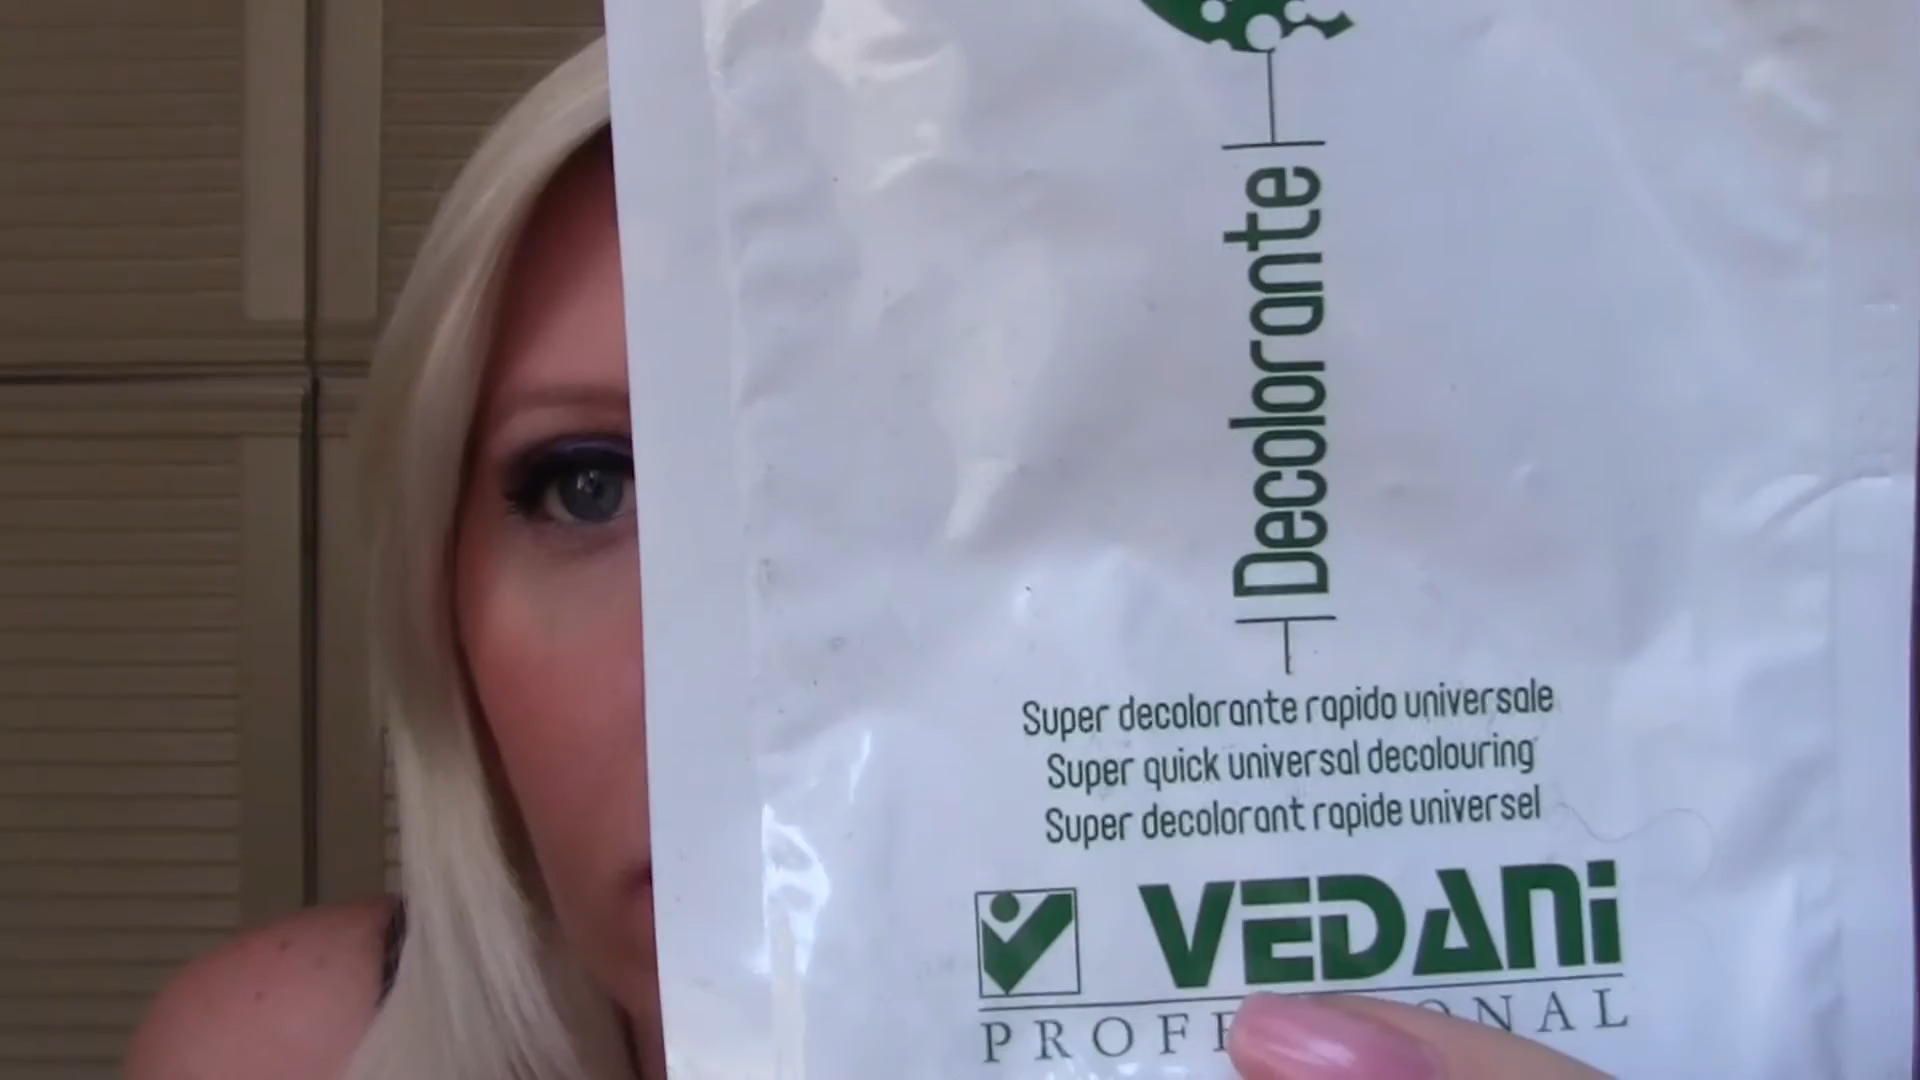 Decolorante
Super decolorante rapido universale
Super quick universal decolouring
Super decolorant rapide universel
VEDANi